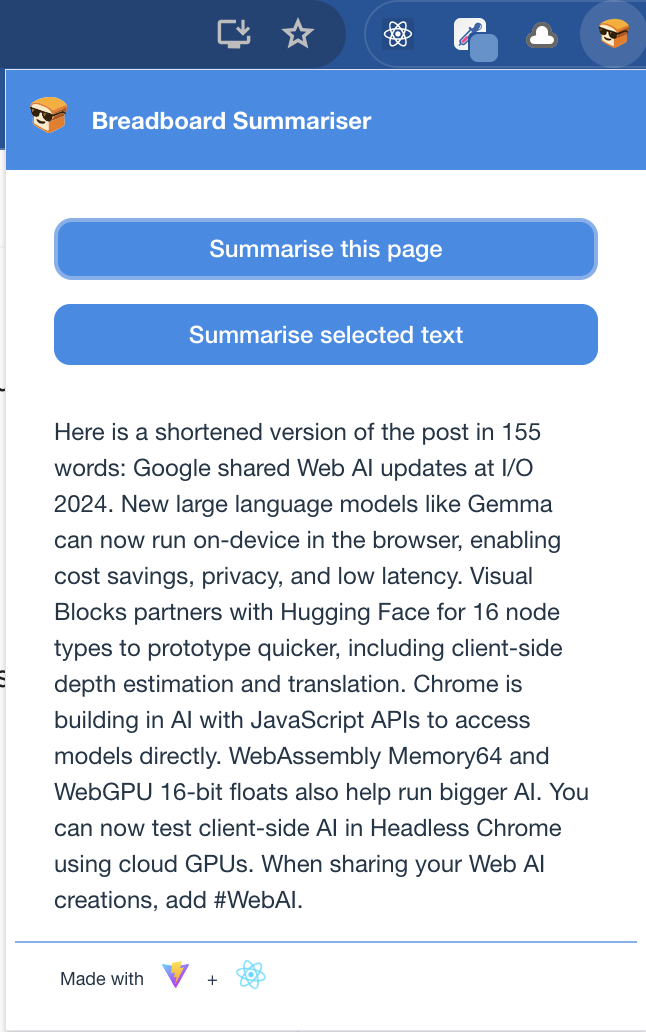 Breadboard Summariser
Summarise this page
Summarise selected text
Here is a shortened version of the post in 155
words: Google shared Web AI updates at I/O
2024. New large language models like Gemma
can now run on-device in the browser, enabling
cost savings, privacy, and low latency. Visual
Blocks partners with Hugging Face for 16 node
types to prototype quicker, including client-side
depth estimation and translation. Chrome is
building in AI with JavaScript APIs to access
models directly. WebAssembly Memory64 and
WebGPU 16-bit floats also help run bigger AI. You
can now test client-side AI in Headless Chrome
using cloud GPUs. When sharing your Web AI
creations, add #WebAI.
Made with +